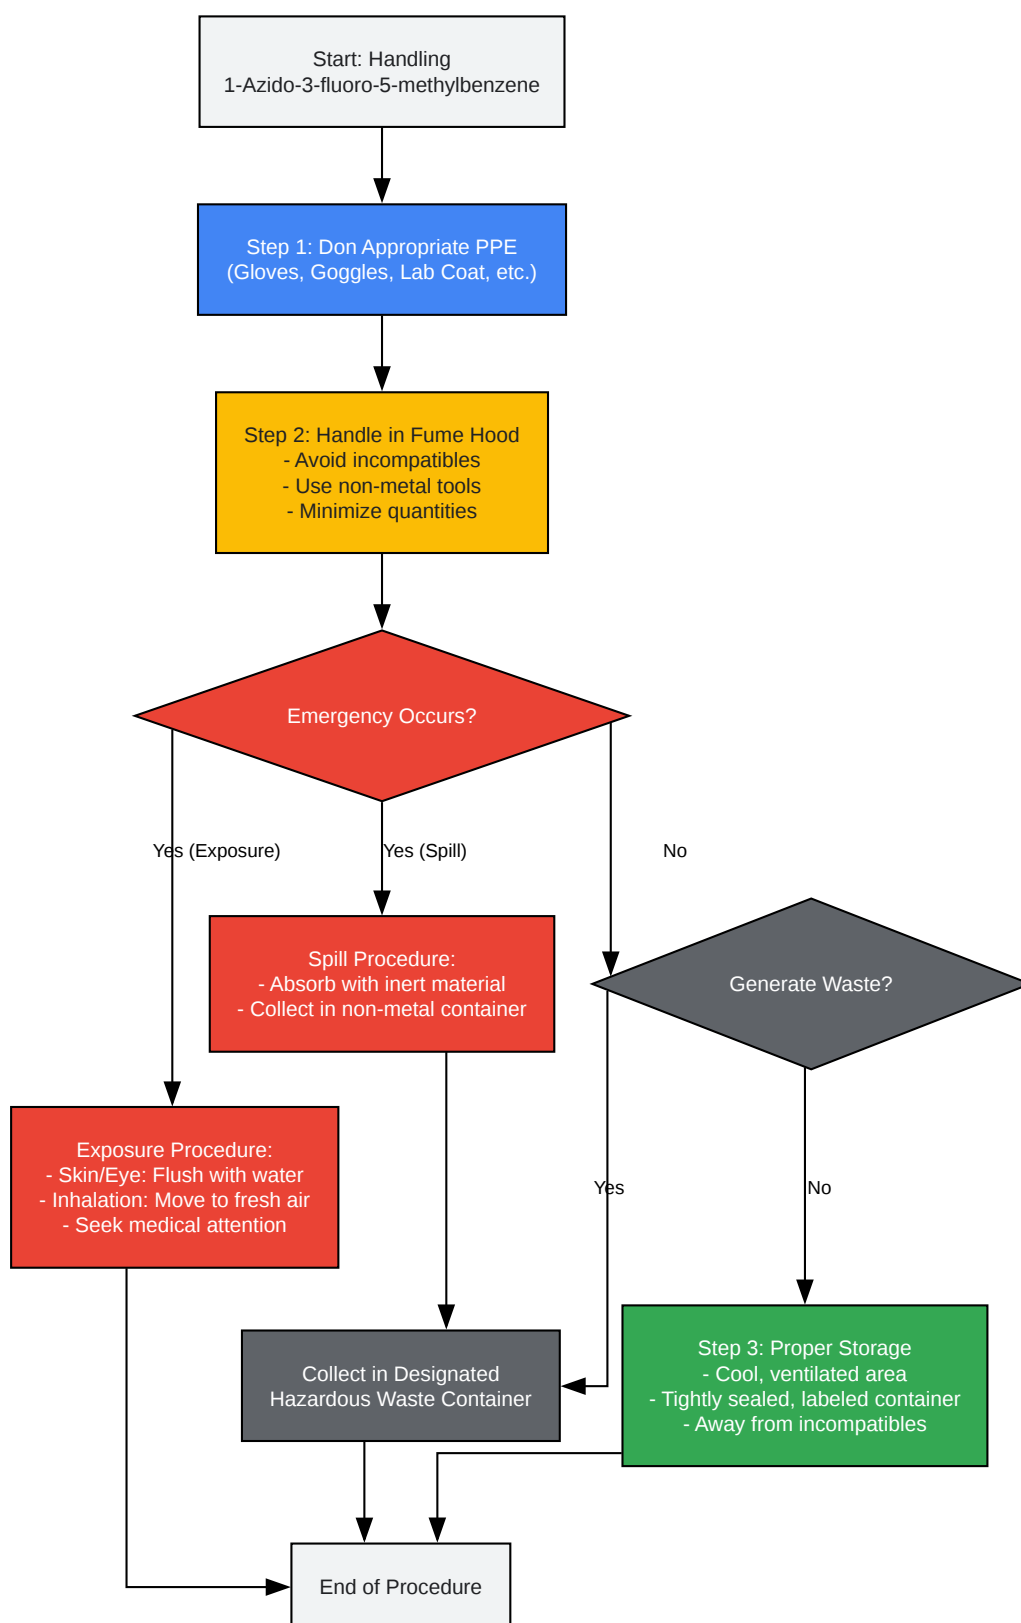 Start: Handling
1-Azido-3-fluoro-5-methylbenzene
Step 1: Don Appropriate PPE
(Gloves, Goggles, Lab Coat, etc.)
Step 2: Handle in Fume Hood
- Avoid incompatibles
- Use non-metal tools
- Minimize quantities
Emergency Occurs?
Yes (Exposure)
Yes (Spill)
No
Spill Procedure:
- Absorb with inert material
- Collect in non-metal container
Generate Waste?
Exposure Procedure:
- Skin/Eye: Flush with water
- Inhalation: Move to fresh air
- Seek medical attention
Yes
No
Collect in Designated
Hazardous Waste Container
Step 3: Proper Storage
- Cool, ventilated area
- Tightly sealed, labeled container
- Away from incompatibles
End of Procedure